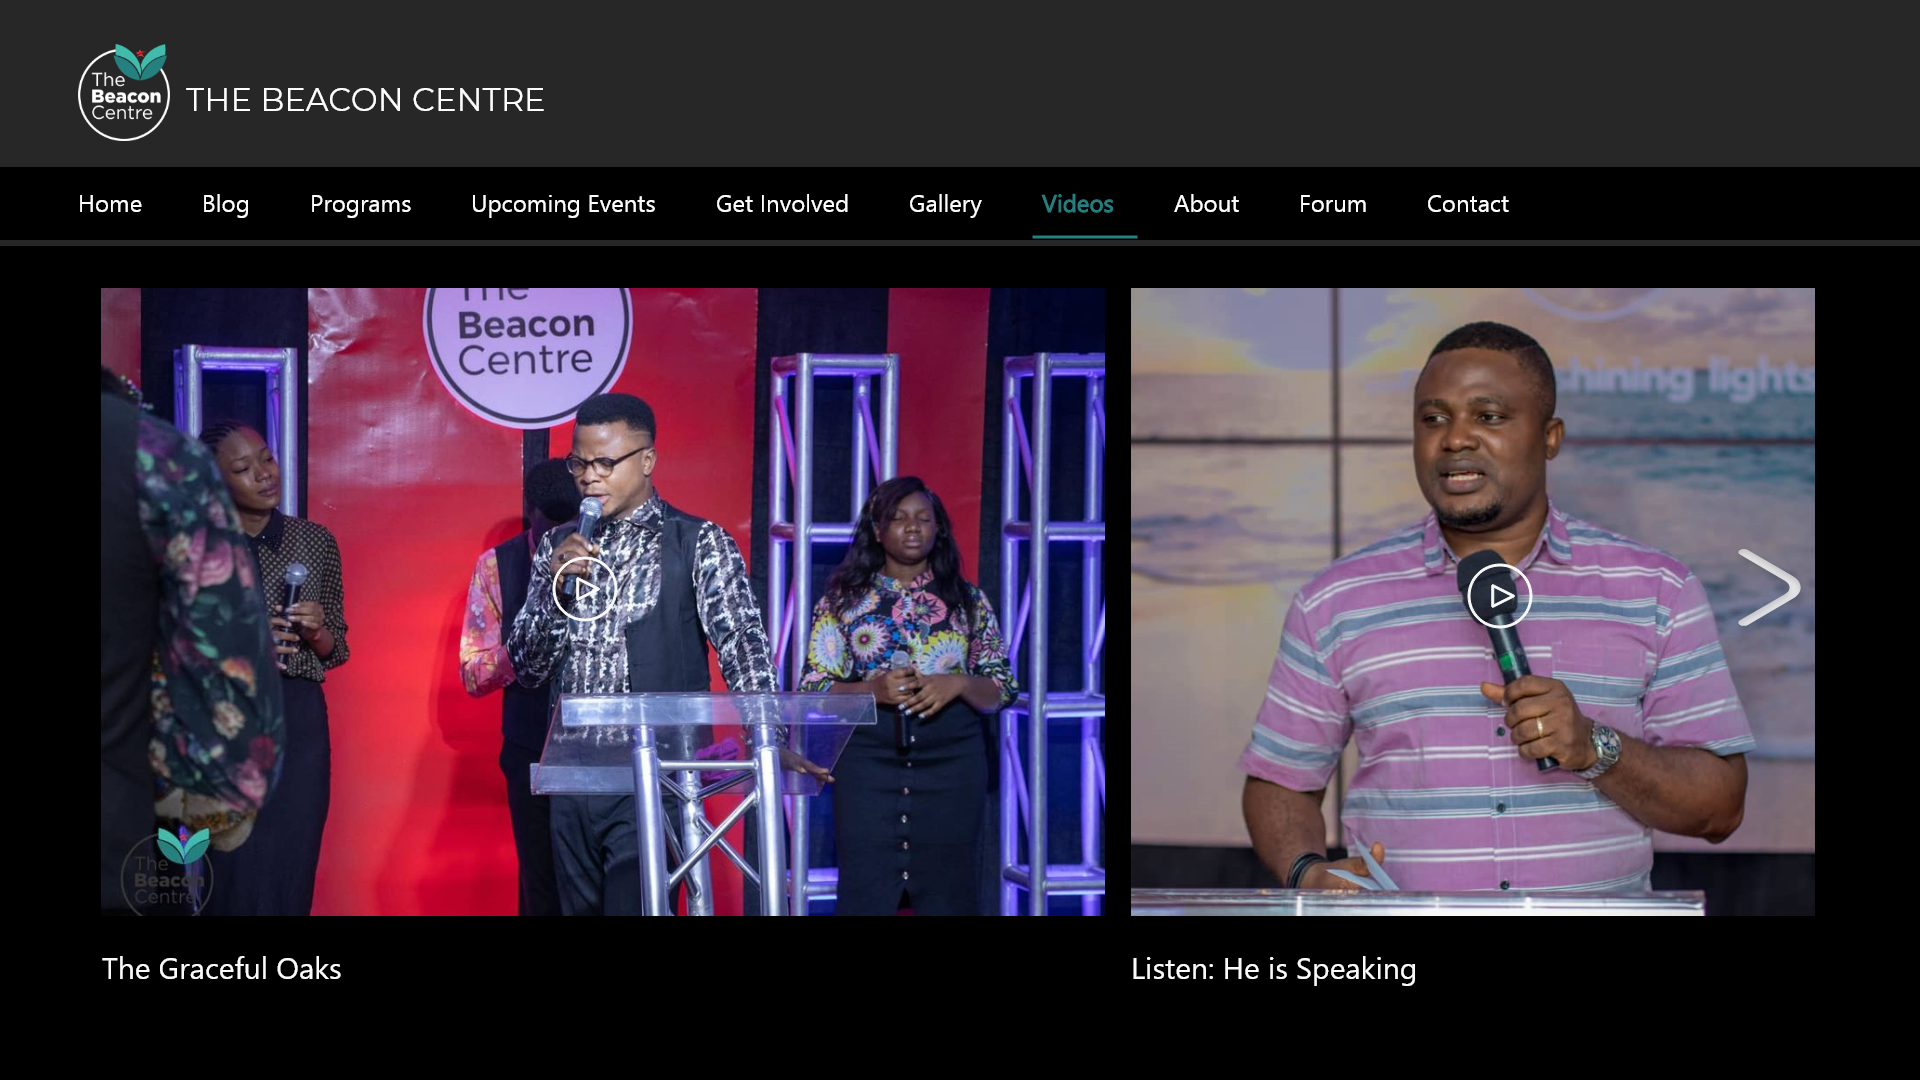 The
Beacon
Centre
THE BEACON CENTRE
Home Blog Programs Upcoming Events Get Involved Gallery Videos About Forum Contact
The
Beacon
Centre
shining lights
The
Beacon
Centre
The Graceful Oaks
Listen: He is Speaking